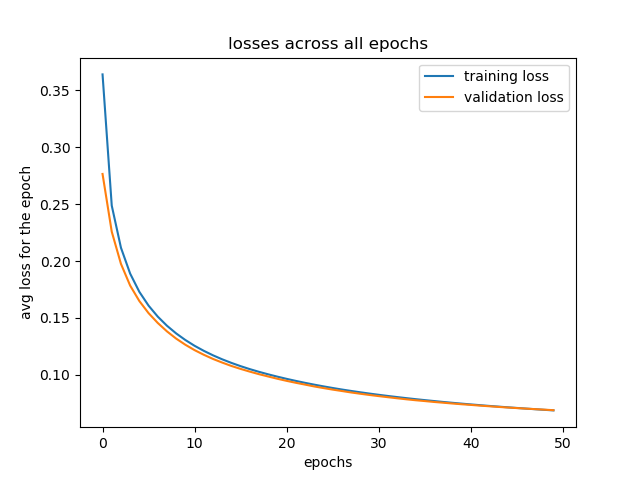 losses across all epochs
training loss
validation loss
avg loss for the epoch
0.35
0.30
0.25
0.20
0.15
0.10
0 10 20 30 40 50
epochs